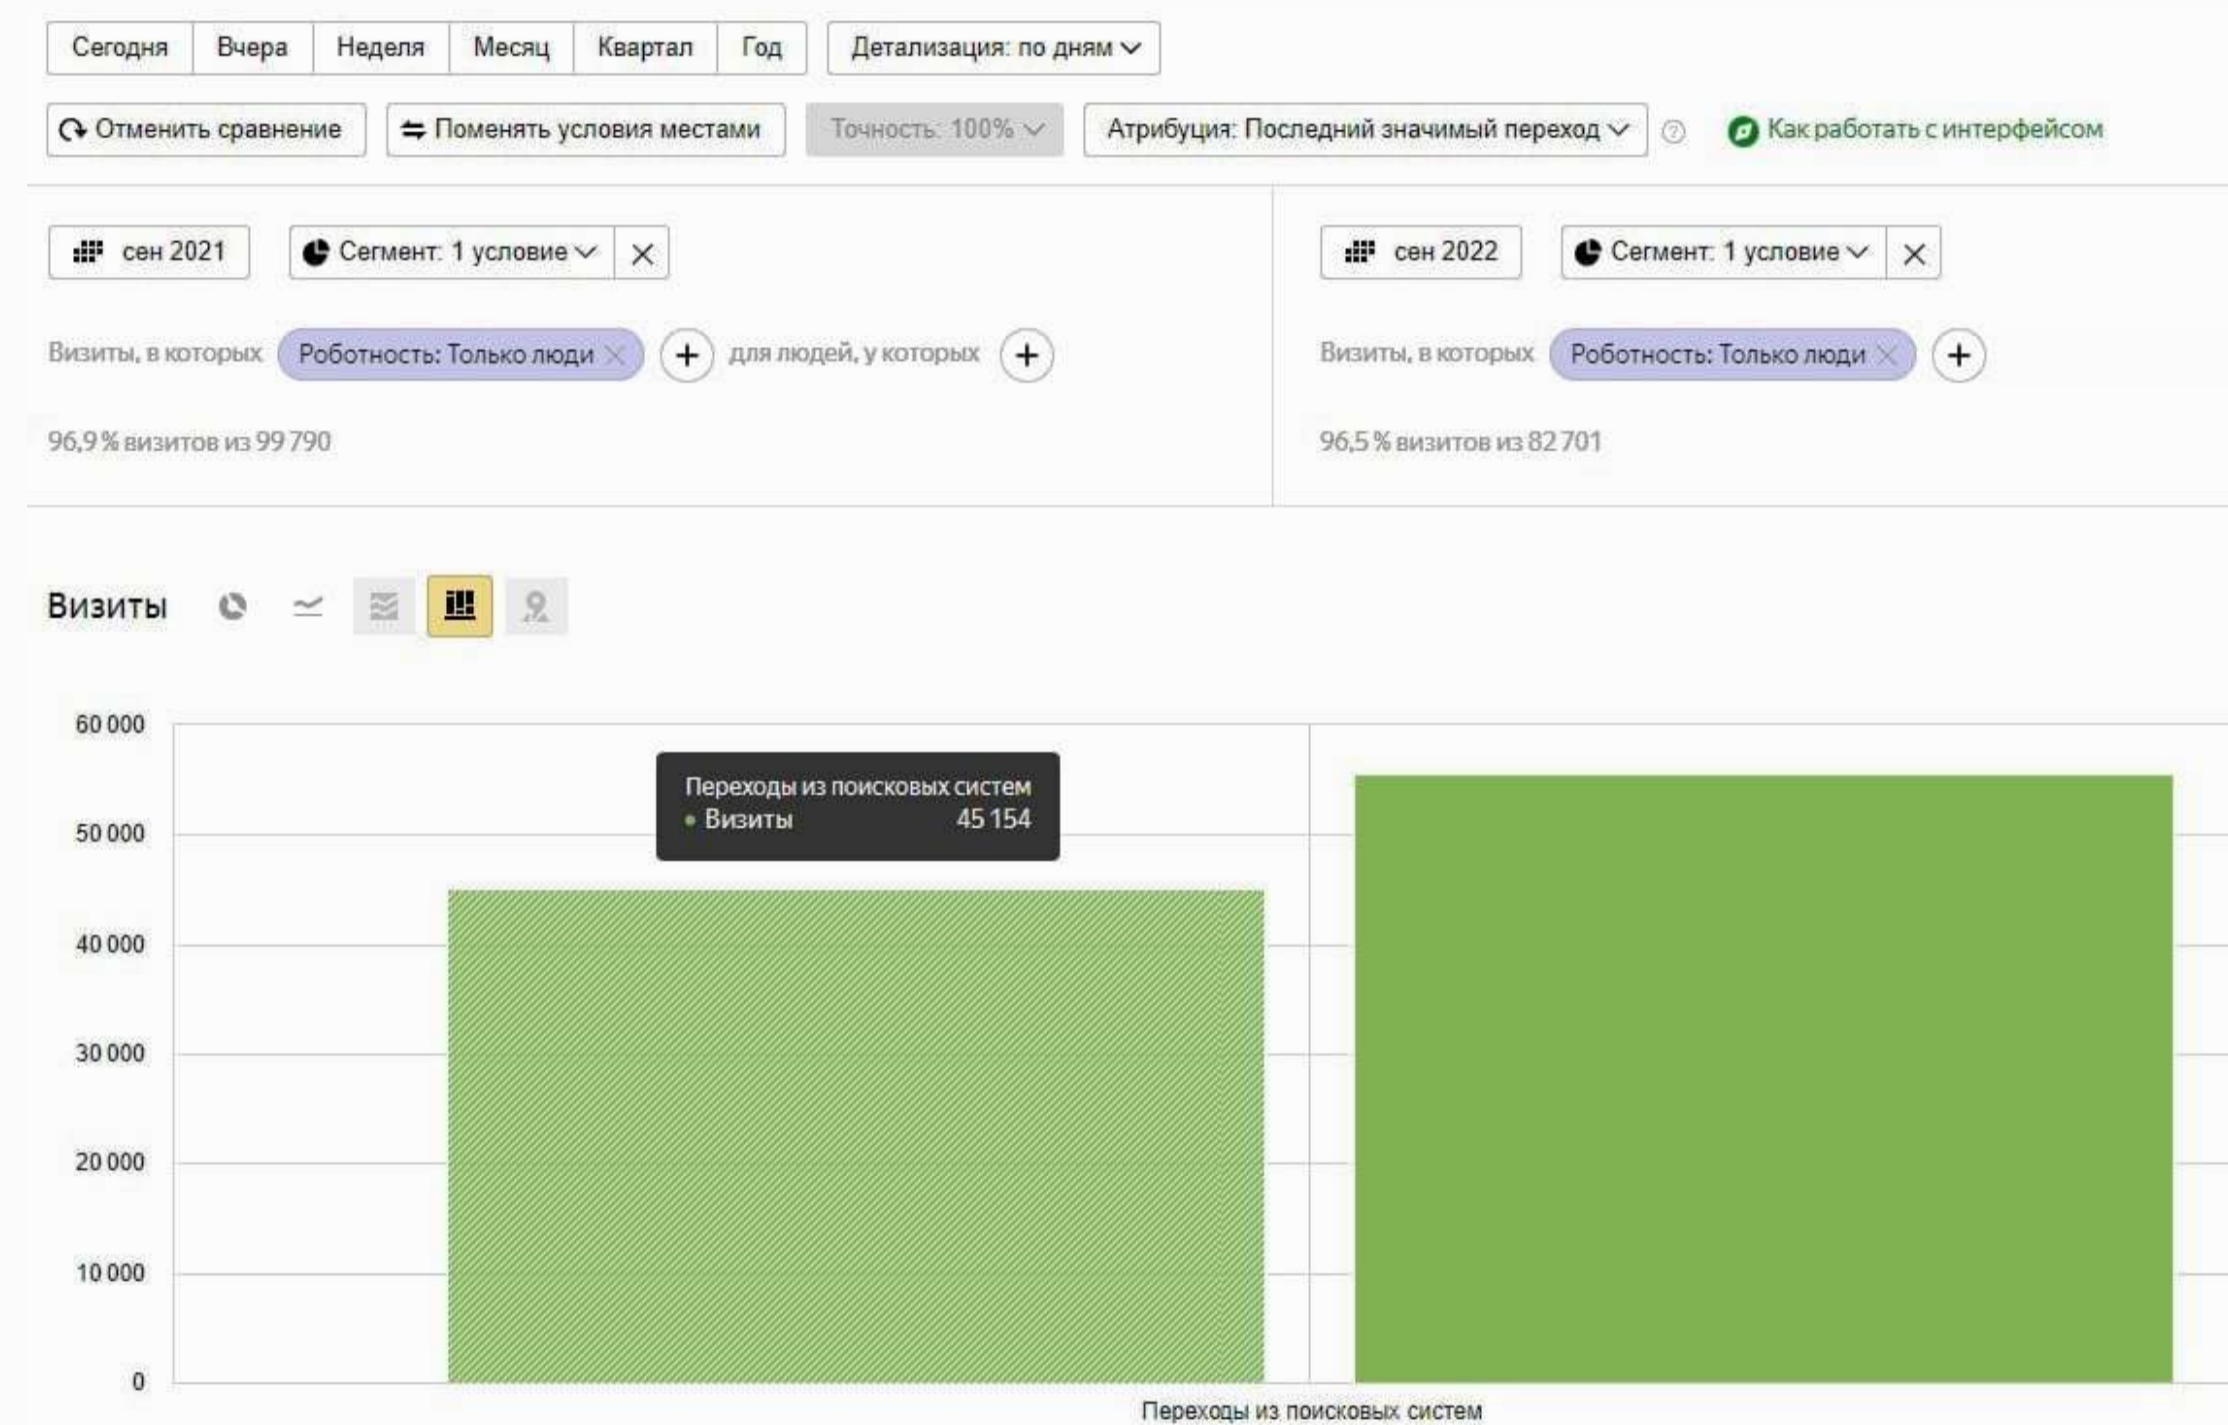 Сегодня Вчера Неделя Месяц Квартал Год Детализация: по дням
Отменить сравнение Поменять условия местами Точность: 100% Атрибуция: Последний значимый переход ? Как работать с интерфейсом
сен 2021 Сегмент: 1 условие сен 2022 Сегмент: 1 условие
Визиты, в которых Роботность: Только люди + для людей, у которых + Визиты, в которых Роботность: Только люди +
96,9 % визитов из 99 790 96,5 % визитов из 82 701
Визиты
60 000
Переходы из поисковых систем
Визиты 45 154
50 000
40 000
30 000
20 000
10 000
0
Переходы из поисковых систем